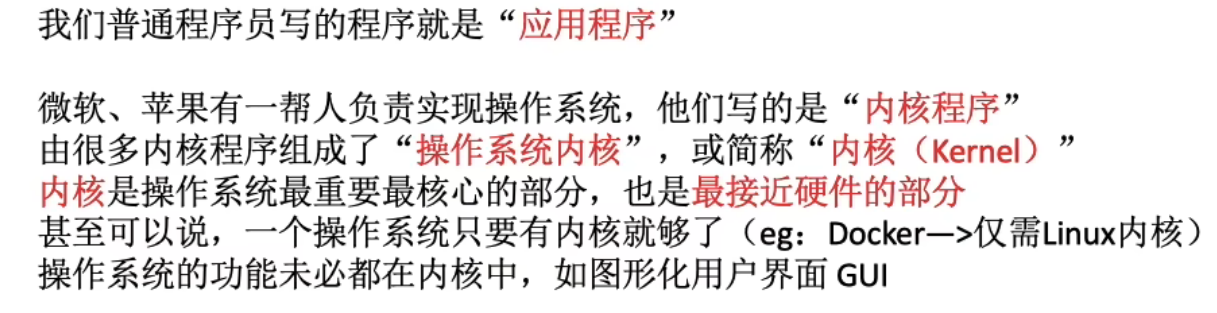 我们普通程序员写的程序就是“应用程序”
微软、苹果有一帮人负责实现操作系统，他们写的是“内核程序”
由很多内核程序组成了“操作系统内核”，或简称“内核（Kernel）”
内核是操作系统最重要最核心的部分，也是最接近硬件的部分
甚至可以说，一个操作系统只要有内核就够了（eg：Docker—>仅需Linux内核）
操作系统的功能未必都在内核中，如图形化用户界面 GUI